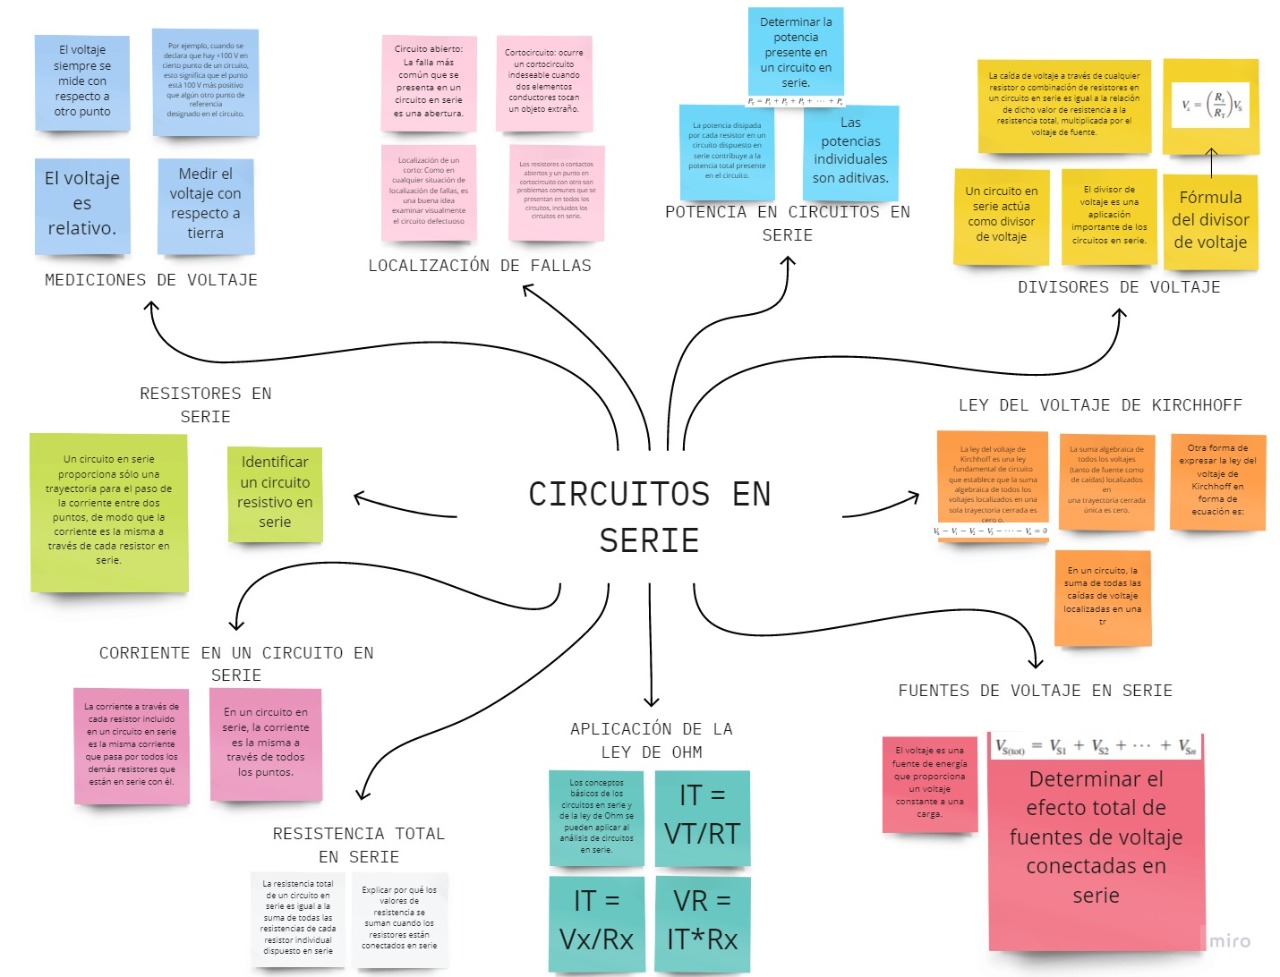 El voltaje
siempre se
mide con
respecto a
otro punto
Por ejemplo, cuando se
declara que hay +100 V en
cierto punto de un circuito,
esto significa que el punto
está 100 V más positivo
que algún otro punto de
referencia
designado en el circuito.
El voltaje
es
relativo.
Medir el
voltaje con
respecto a
tierra
MEDICIONES DE VOLTAJE
Circuito abierto:
La falla más
común que se
presenta en un
circuito en serie
es una abertura.
Cortocircuito: ocurre
un cortocircuito
indeseable cuando
dos elementos
conductores tocan
un objeto extraño.
Localización de un
corto: Como en
cualquier situación de
localización de fallas, es
una buena idea
examinar visualmente
el circuito defectuoso
Los resistores o contactos
abiertos y un punto en
cortocircuito con otro son
problemas comunes que se
presentan en todos los
circuitos, incluidos los
circuitos en serie.
LOCALIZACIÓN DE FALLAS
Determinar la
potencia
presente en
un circuito en
serie.
P_T = P_1 + P_2 + P_3 + ⋯ + P_n
La potencia disipada
por cada resistor en un
circuito dispuesto en
serie contribuye a la
potencia total presente
en el circuito.
Las
potencias
individuales
son aditivas.
POTENCIA EN CIRCUITOS EN
SERIE
La caída de voltaje a través de cualquier
resistor o combinación de resistores en
un circuito en serie es igual a la relación
de dicho valor de resistencia a la
resistencia total, multiplicada por el
voltaje de fuente.
V_x = (R_x/R_T)V_S
Un circuito en
serie actúa
como divisor
de voltaje
El divisor de
voltaje es una
aplicación
importante de los
circuitos en serie.
Fórmula
del divisor
de voltaje
DIVISORES DE VOLTAJE
RESISTORES EN
SERIE
Un circuito en serie
proporciona sólo una
trayectoria para el paso de
la corriente entre dos
puntos, de modo que la
corriente es la misma a
través de cada resistor en
serie.
Identificar
un circuito
resistivo en
serie
CIRCUITOS EN
SERIE
LEY DEL VOLTAJE DE KIRCHHOFF
La ley del voltaje de
Kirchhoff es una ley
fundamental de circuito
que establece que la suma
algebraica de todos los
voltajes localizados en una
sola trayectoria cerrada es
cero o.
V_S − V_1 − V_2 − V_3 − ⋯ − V_n = 0
La suma algebraica de
todos los voltajes
(tanto de fuente como
de caídas) localizados
en
una trayectoria cerrada
única es cero.
Otra forma de
expresar la ley del
voltaje de
Kirchhoff en
forma de
ecuación es:
En un circuito, la
suma de todas las
caídas de voltaje
localizadas en una
tr
CORRIENTE EN UN CIRCUITO EN
SERIE
La corriente a través de
cada resistor incluido
en un circuito en serie
es la misma corriente
que pasa por todos los
demás resistores que
están en serie con él.
En un circuito en
serie, la corriente
es la misma a
través de todos
los puntos.
RESISTENCIA TOTAL
EN SERIE
La resistencia total
de un circuito en
serie es igual a la
suma de todas las
resistencias de cada
resistor individual
dispuesto en serie
Explicar por qué los
valores de
resistencia se
suman cuando los
resistores están
conectados en serie
APLICACIÓN DE LA
LEY DE OHM
Los conceptos
básicos de los
circuitos en serie y
de la ley de Ohm se
pueden aplicar al
análisis de circuitos
en serie.
IT =
VT/RT
IT =
Vx/Rx
VR =
IT*Rx
FUENTES DE VOLTAJE EN SERIE
El voltaje es una
fuente de energía
que proporciona
un voltaje
constante a una
carga.
V_S(tot) = V_S1 + V_S2 + ⋯ + V_Sn
Determinar el
efecto total de
fuentes de voltaje
conectadas en
serie
miro